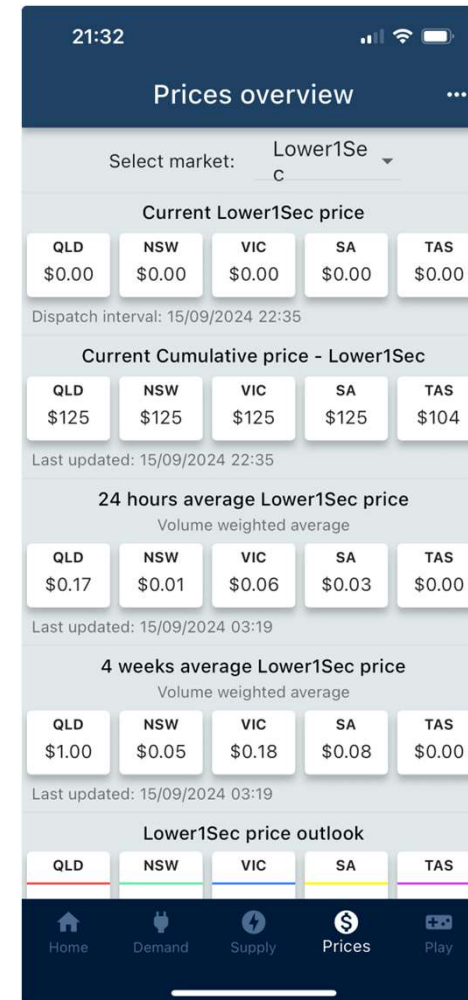 21:32
Prices overview
Select market: Lower1Se
c
Current Lower1Sec price
QLD NSW VIC SA TAS
$0.00 $0.00 $0.00 $0.00 $0.00
Dispatch interval: 15/09/2024 22:35
Current Cumulative price - Lower1Sec
QLD NSW VIC SA TAS
$125 $125 $125 $125 $104
Last updated: 15/09/2024 22:35
24 hours average Lower1Sec price
Volume weighted average
QLD NSW VIC SA TAS
$0.17 $0.01 $0.06 $0.03 $0.00
Last updated: 15/09/2024 03:19
4 weeks average Lower1Sec price
Volume weighted average
QLD NSW VIC SA TAS
$1.00 $0.05 $0.18 $0.08 $0.00
Last updated: 15/09/2024 03:19
Lower1Sec price outlook
QLD NSW VIC SA TAS
Home Demand Supply Prices Play